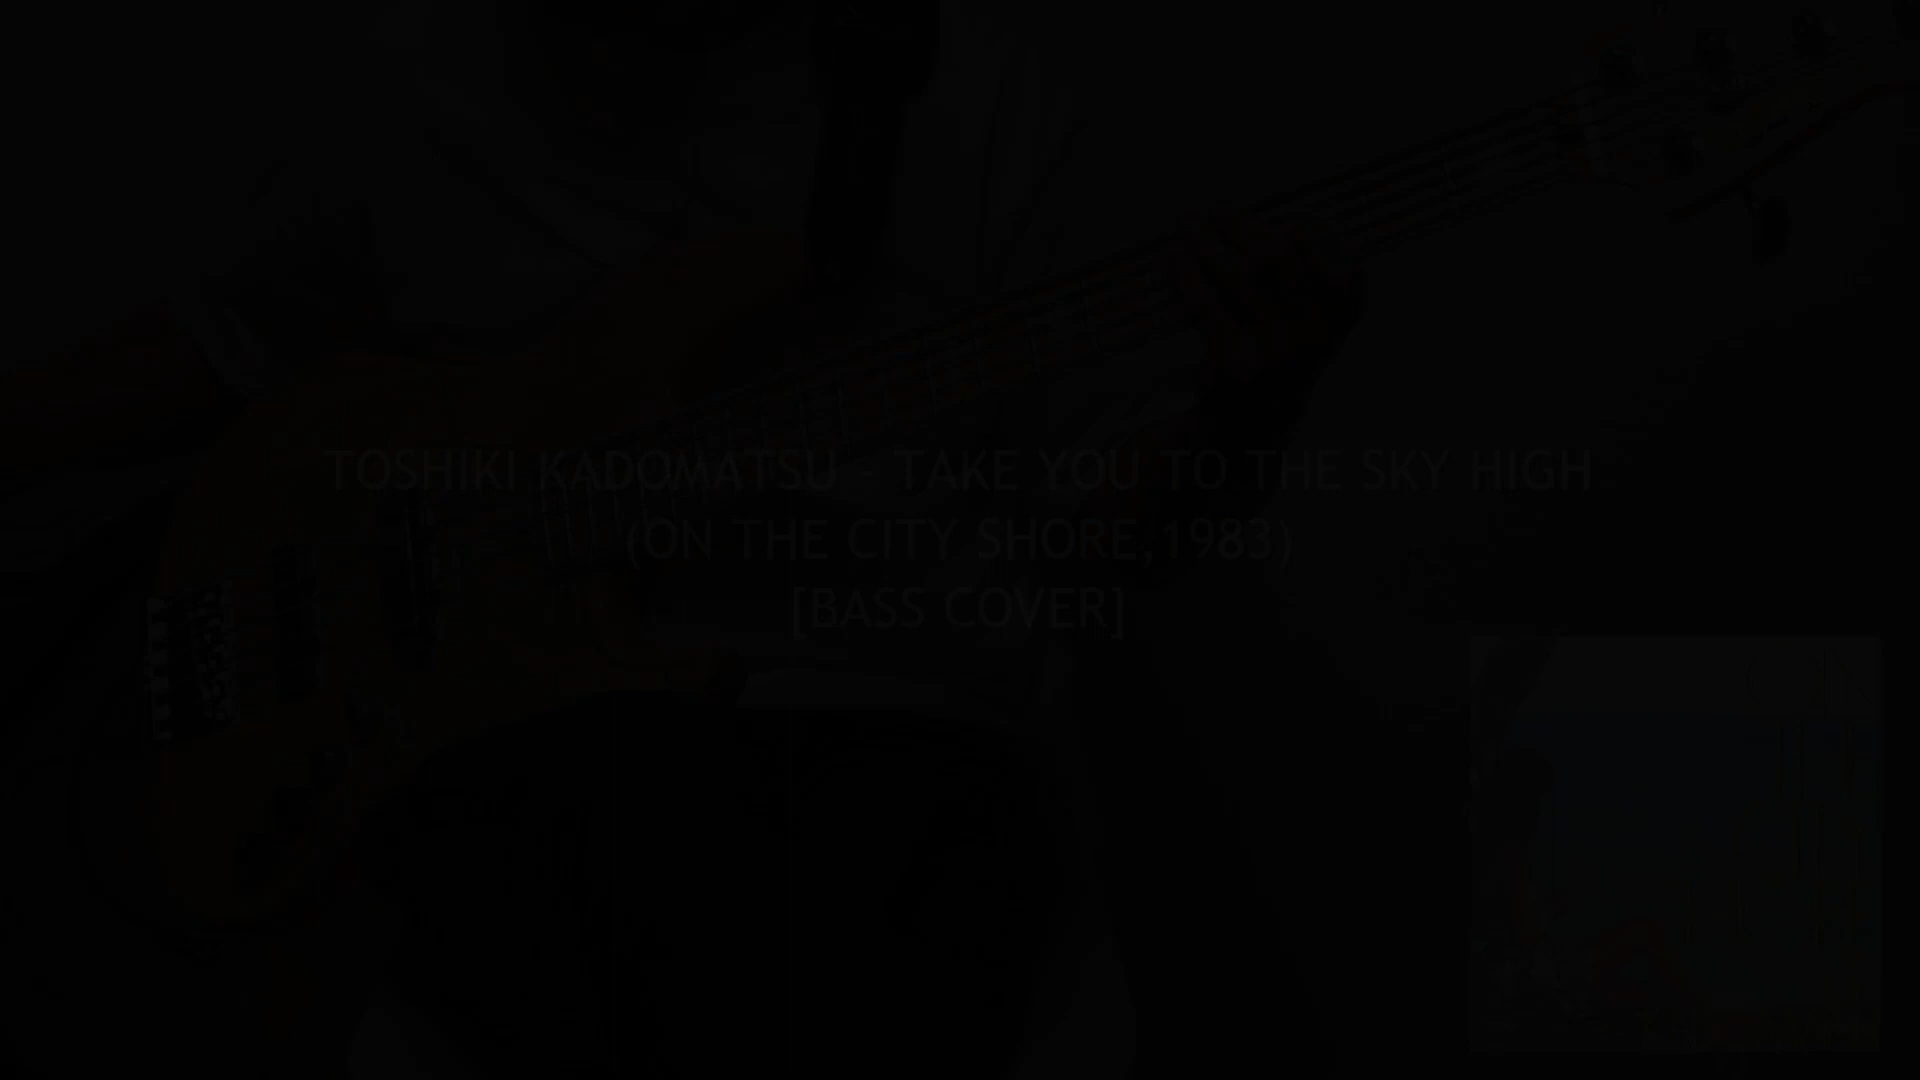 TOSHIKI KADOMATSU - TAKE YOU TO THE SKY HIGH
(ON THE CITY SHORE,1983)
[BASS COVER]